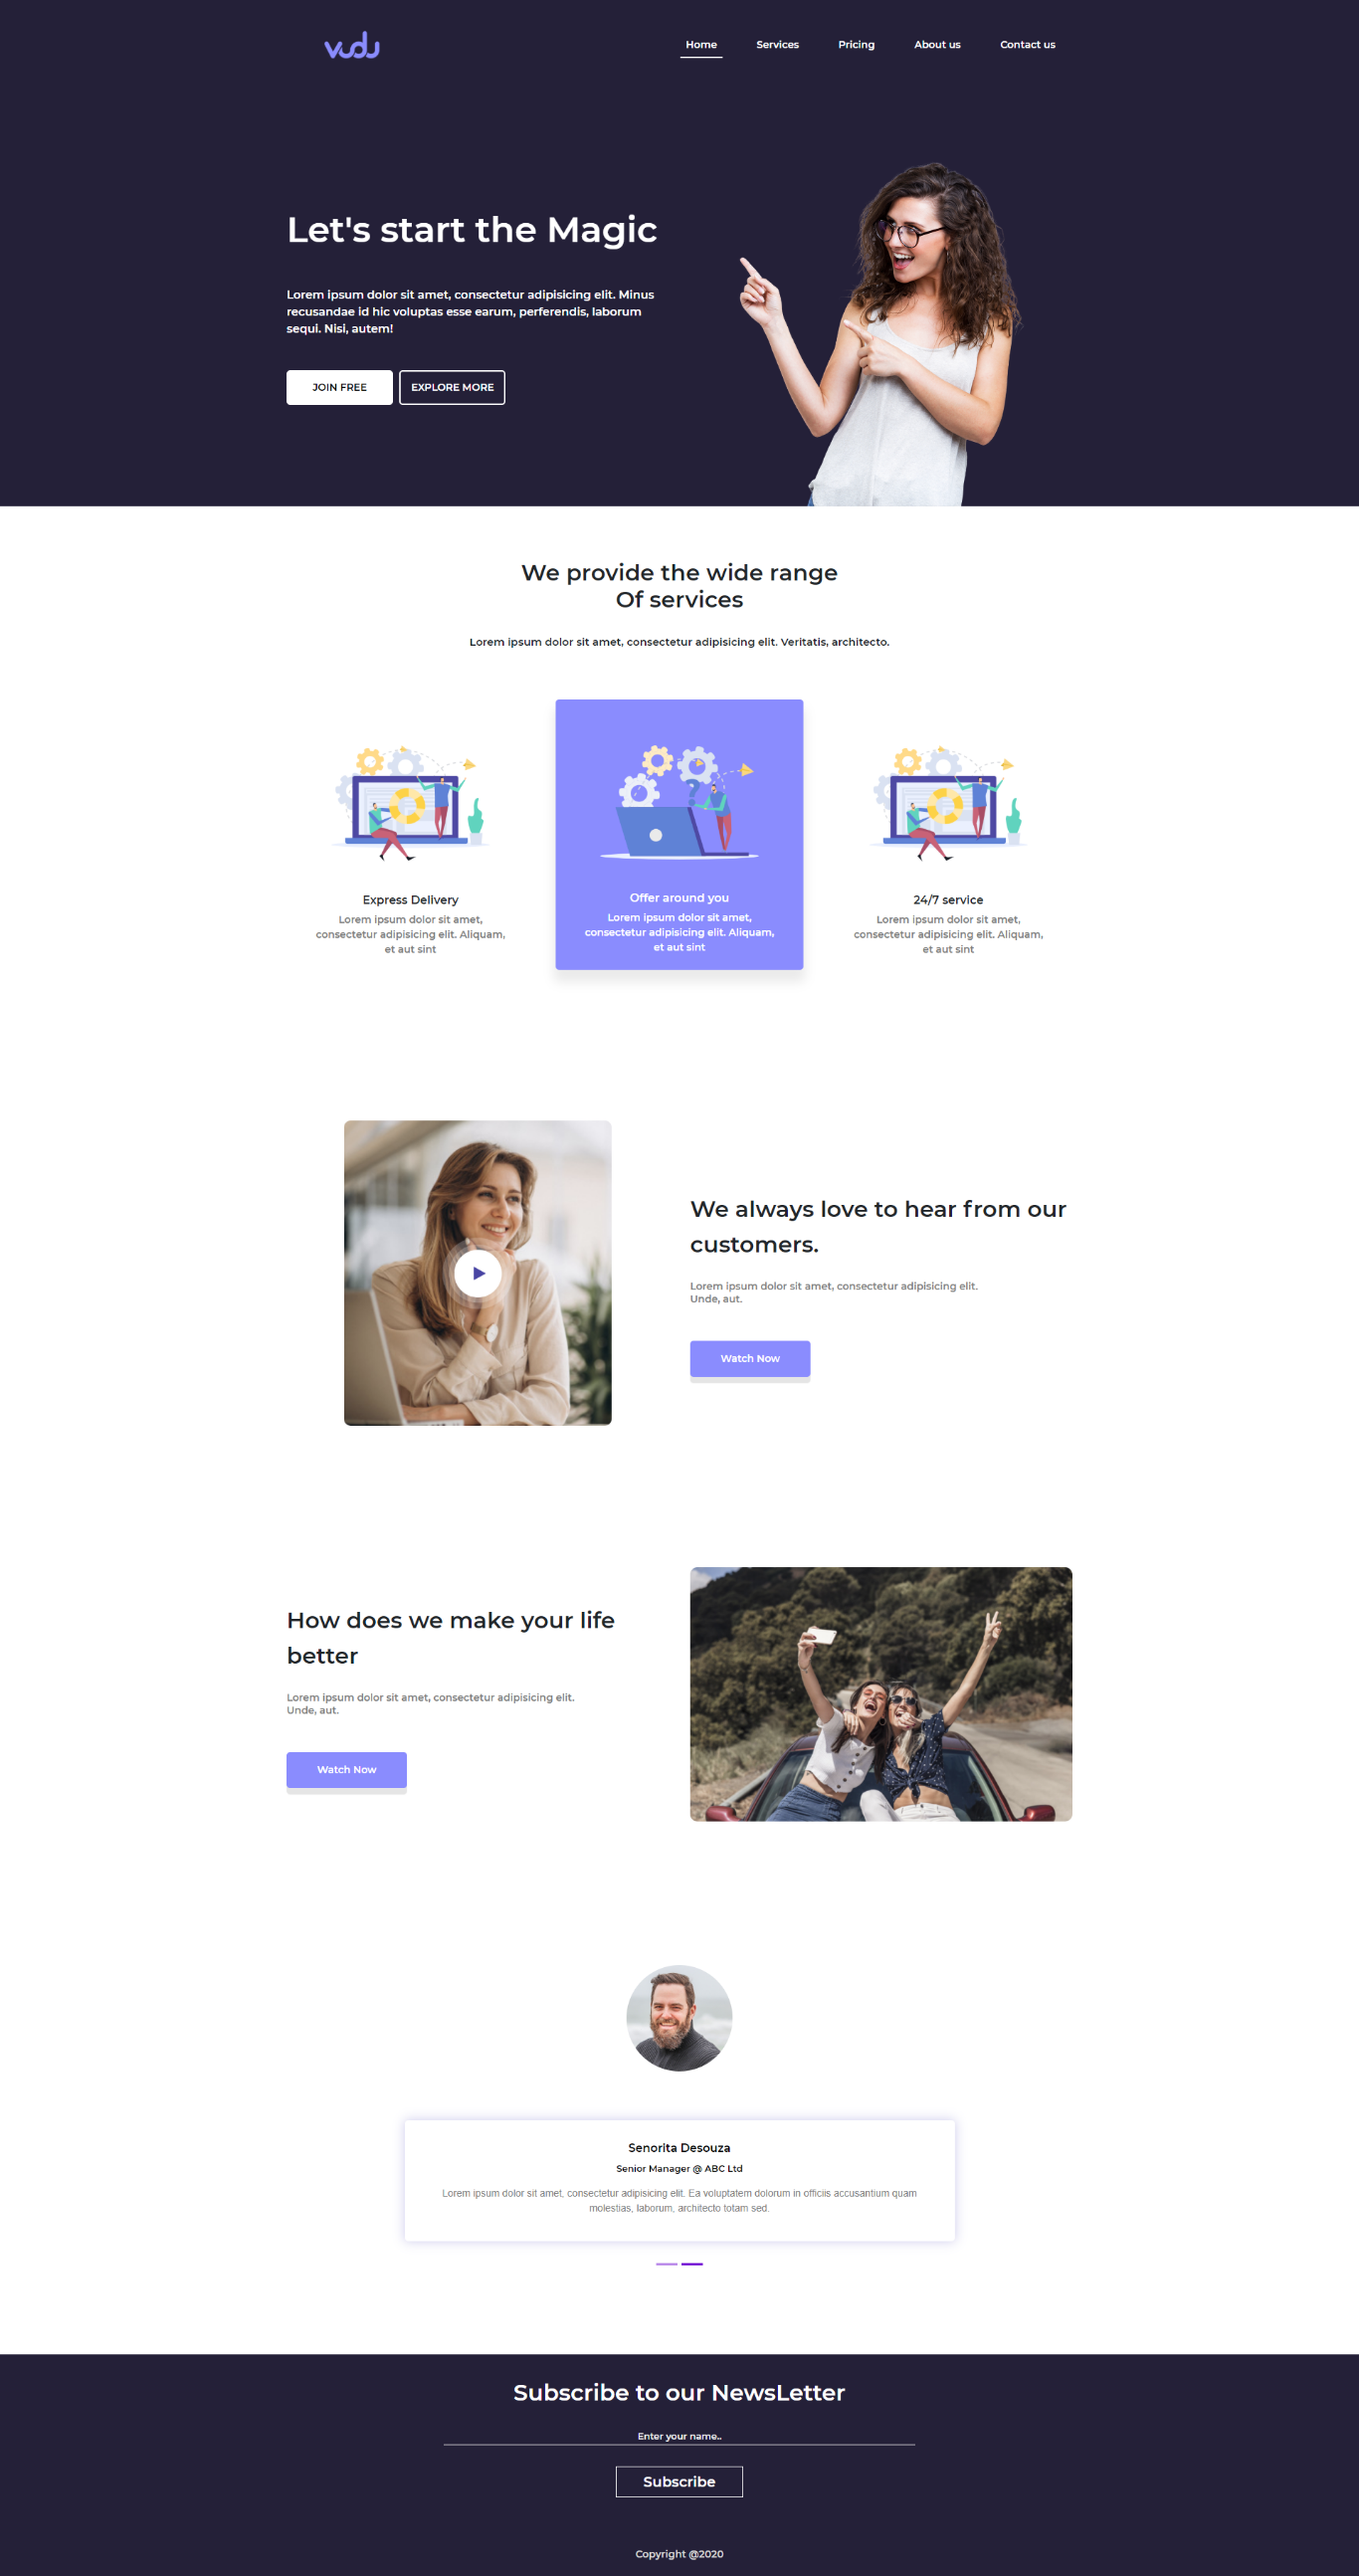 vudu
Home Services Pricing About us Contact us
Let's start the Magic
Lorem ipsum dolor sit amet, consectetur adipisicing elit. Minus
recusandae id hic voluptas esse earum, perferendis, laborum
sequi. Nisi, autem!
JOIN FREE EXPLORE MORE
We provide the wide range
Of services
Lorem ipsum dolor sit amet, consectetur adipisicing elit. Veritatis, architecto.
?
Express Delivery
Lorem ipsum dolor sit amet,
consectetur adipisicing elit. Aliquam,
et aut sint
Offer around you
Lorem ipsum dolor sit amet,
consectetur adipisicing elit. Aliquam,
et aut sint
24/7 service
Lorem ipsum dolor sit amet,
consectetur adipisicing elit. Aliquam,
et aut sint
We always love to hear from our
customers.
Lorem ipsum dolor sit amet, consectetur adipisicing elit.
Unde, aut.
Watch Now
How does we make your life
better
Lorem ipsum dolor sit amet, consectetur adipisicing elit.
Unde, aut.
Watch Now
Senorita Desouza
Senior Manager @ ABC Ltd
Lorem ipsum dolor sit amet, consectetur adipisicing elit. Ea voluptatem dolorum in officiis accusantium quam
molestias, laborum, architecto totam sed.
Subscribe to our NewsLetter
Enter your name..
Subscribe
Copyright @2020